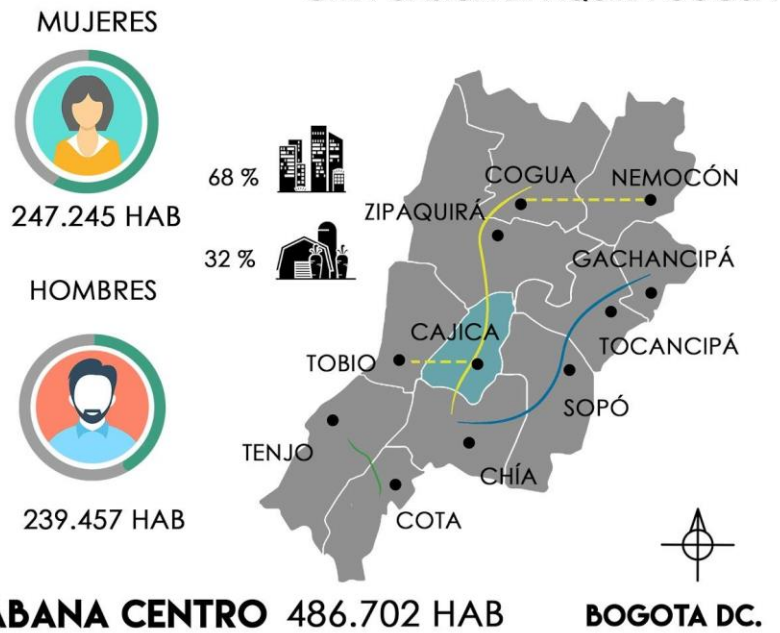 MUJERES
247.245 HAB
68 %
32 %
HOMBRES
239.457 HAB
COGUA
NEMOCÓN
ZIPAQUIRÁ
GACHANCIPÁ
CAJICA
TOCANCIPÁ
TOBIO
SOPÓ
TENJO
CHÍA
COTA
ABANA CENTRO 486.702 HAB
BOGOTA DC.